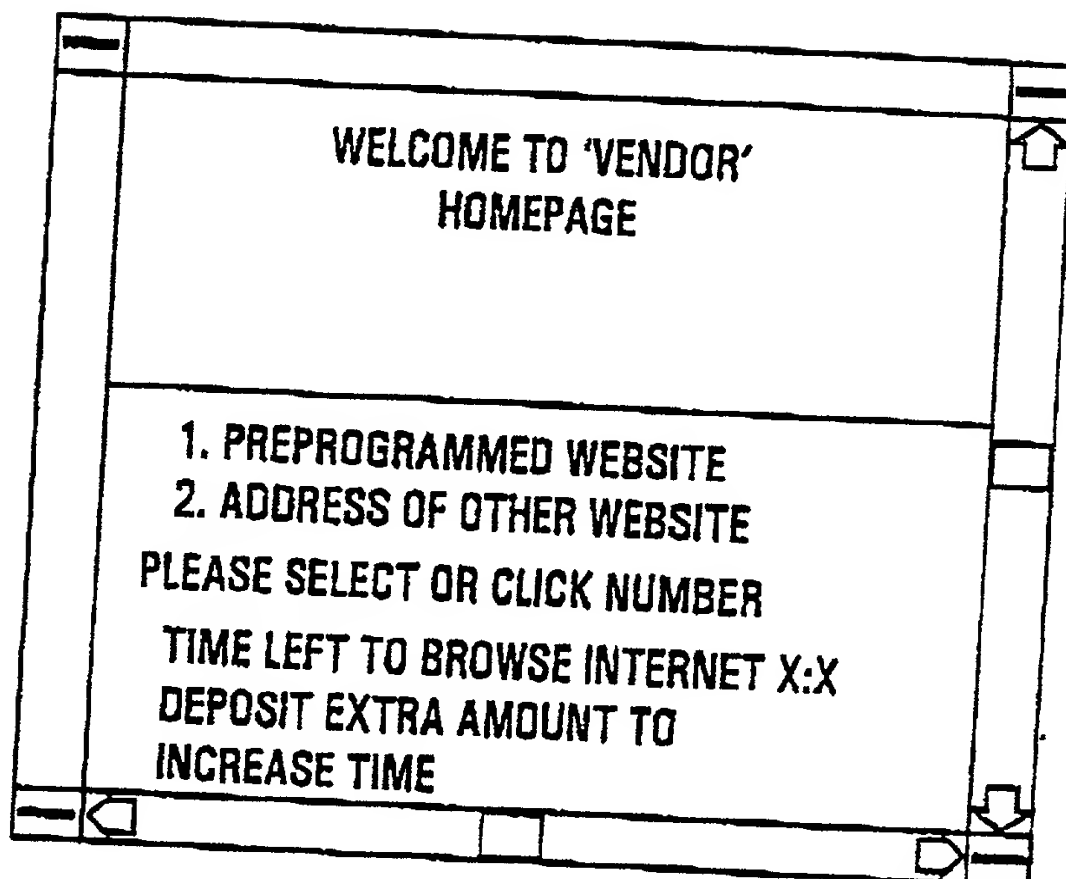 WELCOME TO 'VENDOR'
HOMEPAGE
1. PREPROGRAMMED WEBSITE
2. ADDRESS OF OTHER WEBSITE
PLEASE SELECT OR CLICK NUMBER
TIME LEFT TO BROWSE INTERNET X:X
DEPOSIT EXTRA AMOUNT TO
INCREASE TIME